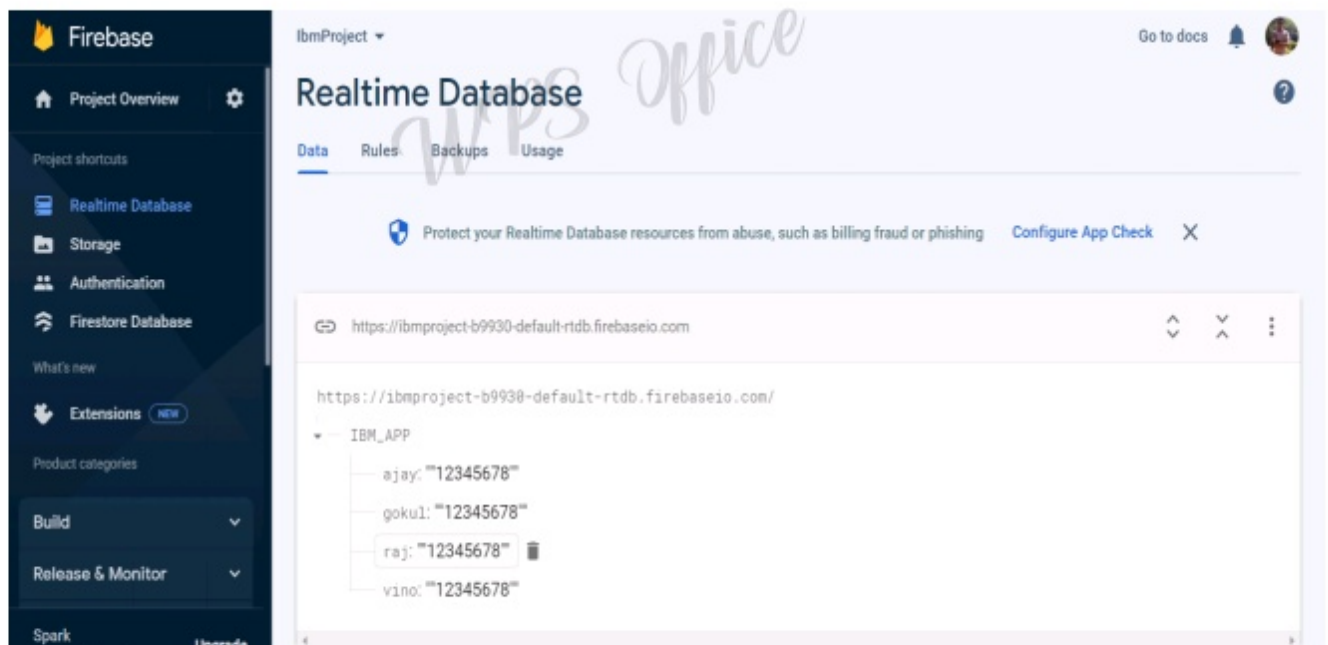 Firebase
Project Overview
Project shortcuts
Realtime Database
Storage
Authentication
Firestore Database
What's new
Extensions NEW
Product categories
Build
Release & Monitor
Spark
Upgrade
IbmProject
Go to docs
Realtime Database
WPS Office
Data Rules Backups Usage
Protect your Realtime Database resources from abuse, such as billing fraud or phishing Configure App Check
https://ibmproject-b9930-default-rtdb.firebaseio.com
https://ibmproject-b9930-default-rtdb.firebaseio.com/
IBM_APP
ajay: ""12345678""
gokul: ""12345678""
raj: ""12345678""
vino: ""12345678""